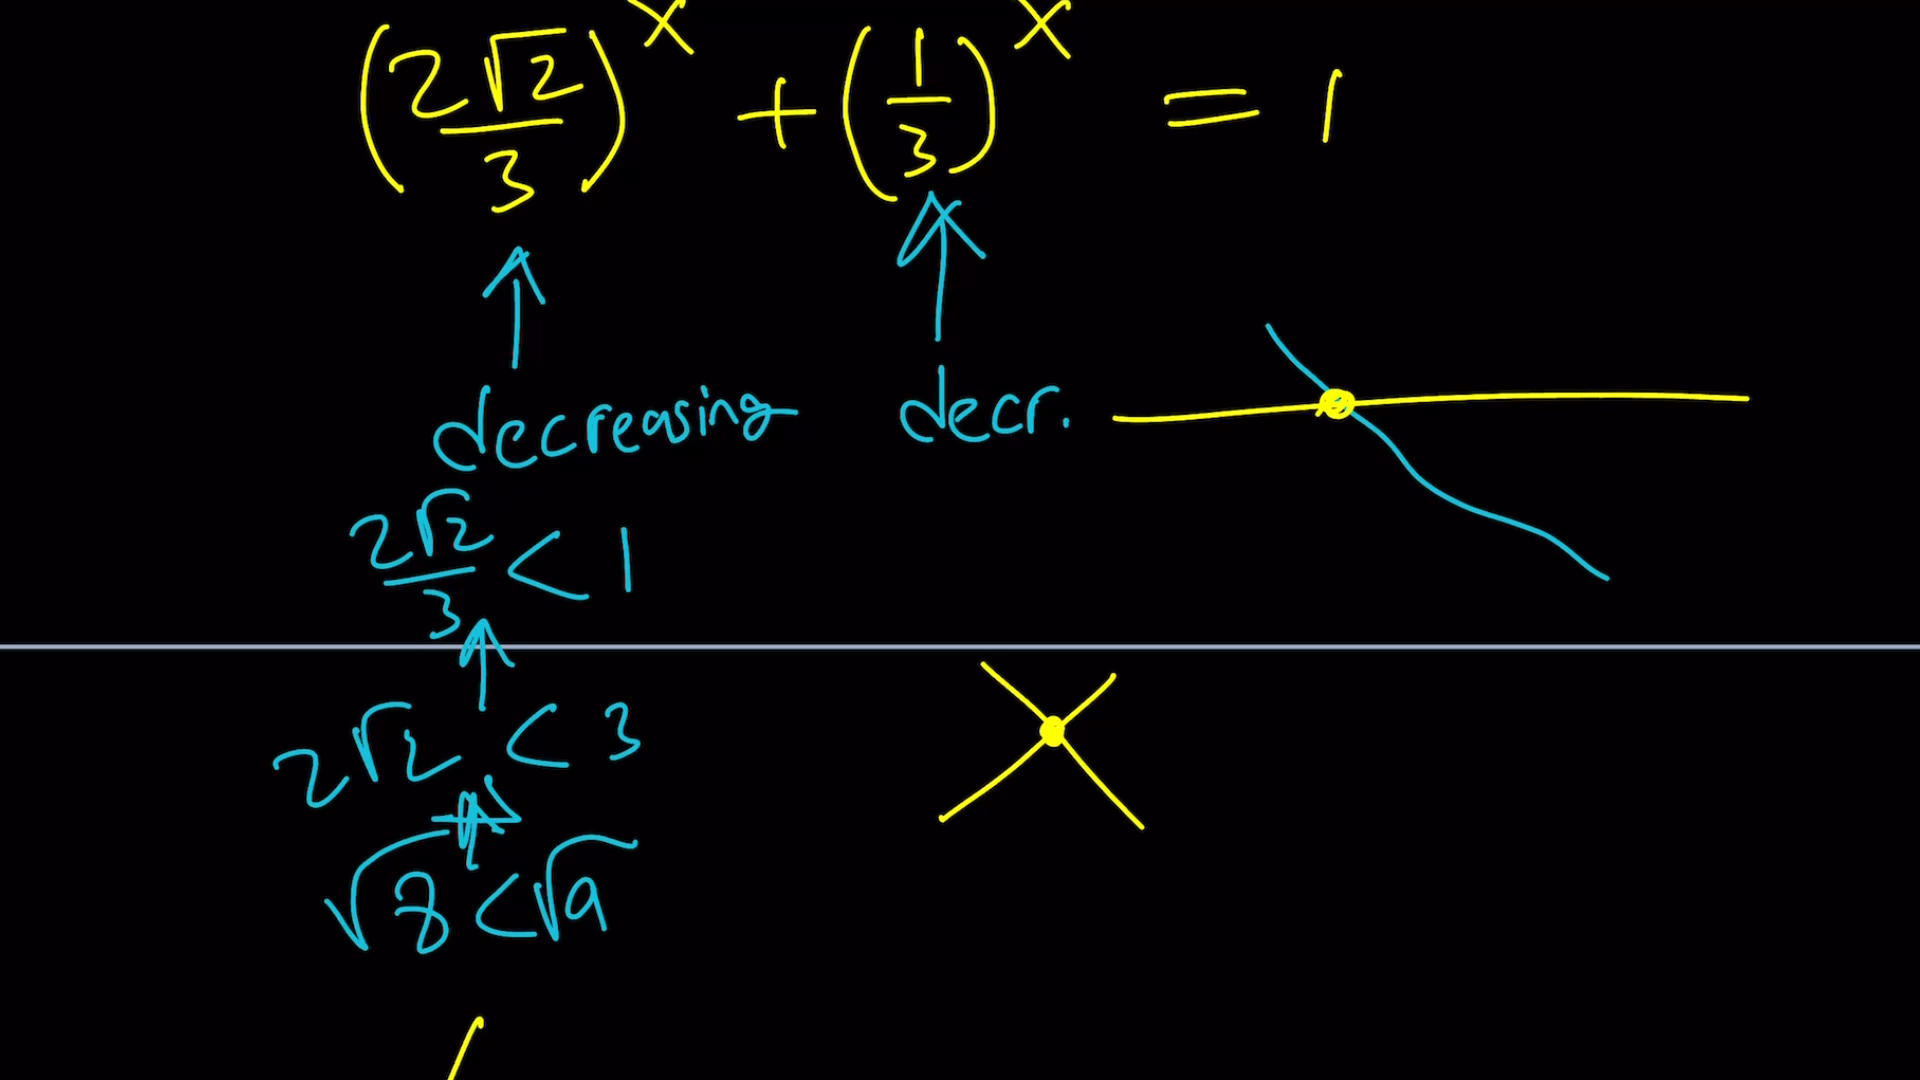 (2√2/3)^x + (1/3)^x = 1
decreasing decr.
2√2/3 < 1
2√2 < 3
√8 < √9